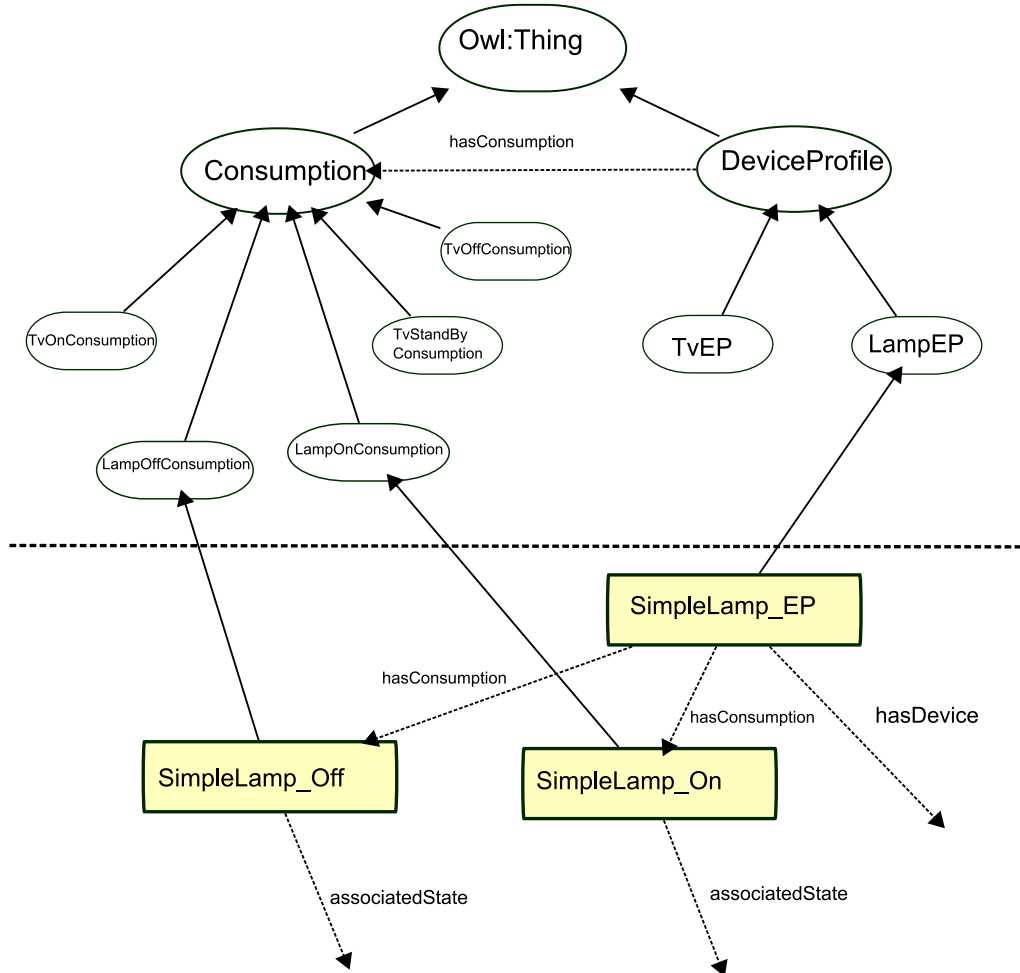 Owl:Thing
hasConsumption
Consumption
DeviceProfile
TvOffConsumption
TvOnConsumption
TvStandBy
Consumption
TvEP
LampEP
LampOffConsumption
LampOnConsumption
SimpleLamp_EP
hasConsumption
hasConsumption
hasDevice
SimpleLamp_Off
SimpleLamp_On
associatedState
associatedState